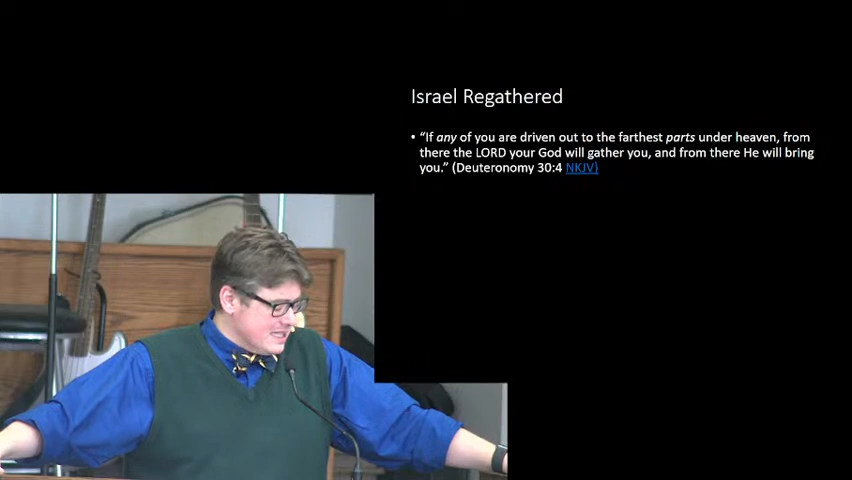 Israel Regathered
• “If any of you are driven out to the farthest parts under heaven, from
there the LORD your God will gather you, and from there He will bring
you.” (Deuteronomy 30:4 NKJV)